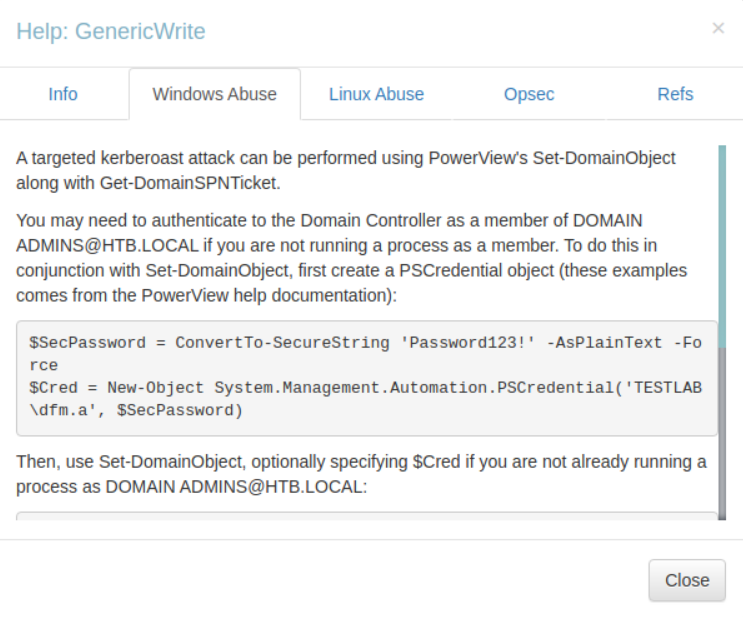 Help: GenericWrite
×
Info
Windows Abuse
Linux Abuse
Opsec
Refs
A targeted kerberoast attack can be performed using PowerView's Set-DomainObject
along with Get-DomainSPNTicket.
You may need to authenticate to the Domain Controller as a member of DOMAIN
ADMINS@HTB.LOCAL if you are not running a process as a member. To do this in
conjunction with Set-DomainObject, first create a PSCredential object (these examples
comes from the PowerView help documentation):
$SecPassword = ConvertTo-SecureString 'Password123!' -AsPlainText -Fo
rce
$Cred = New-Object System.Management.Automation.PSCredential('TESTLAB
\dfm.a', $SecPassword)
Then, use Set-DomainObject, optionally specifying $Cred if you are not already running a
process as DOMAIN ADMINS@HTB.LOCAL:
Close